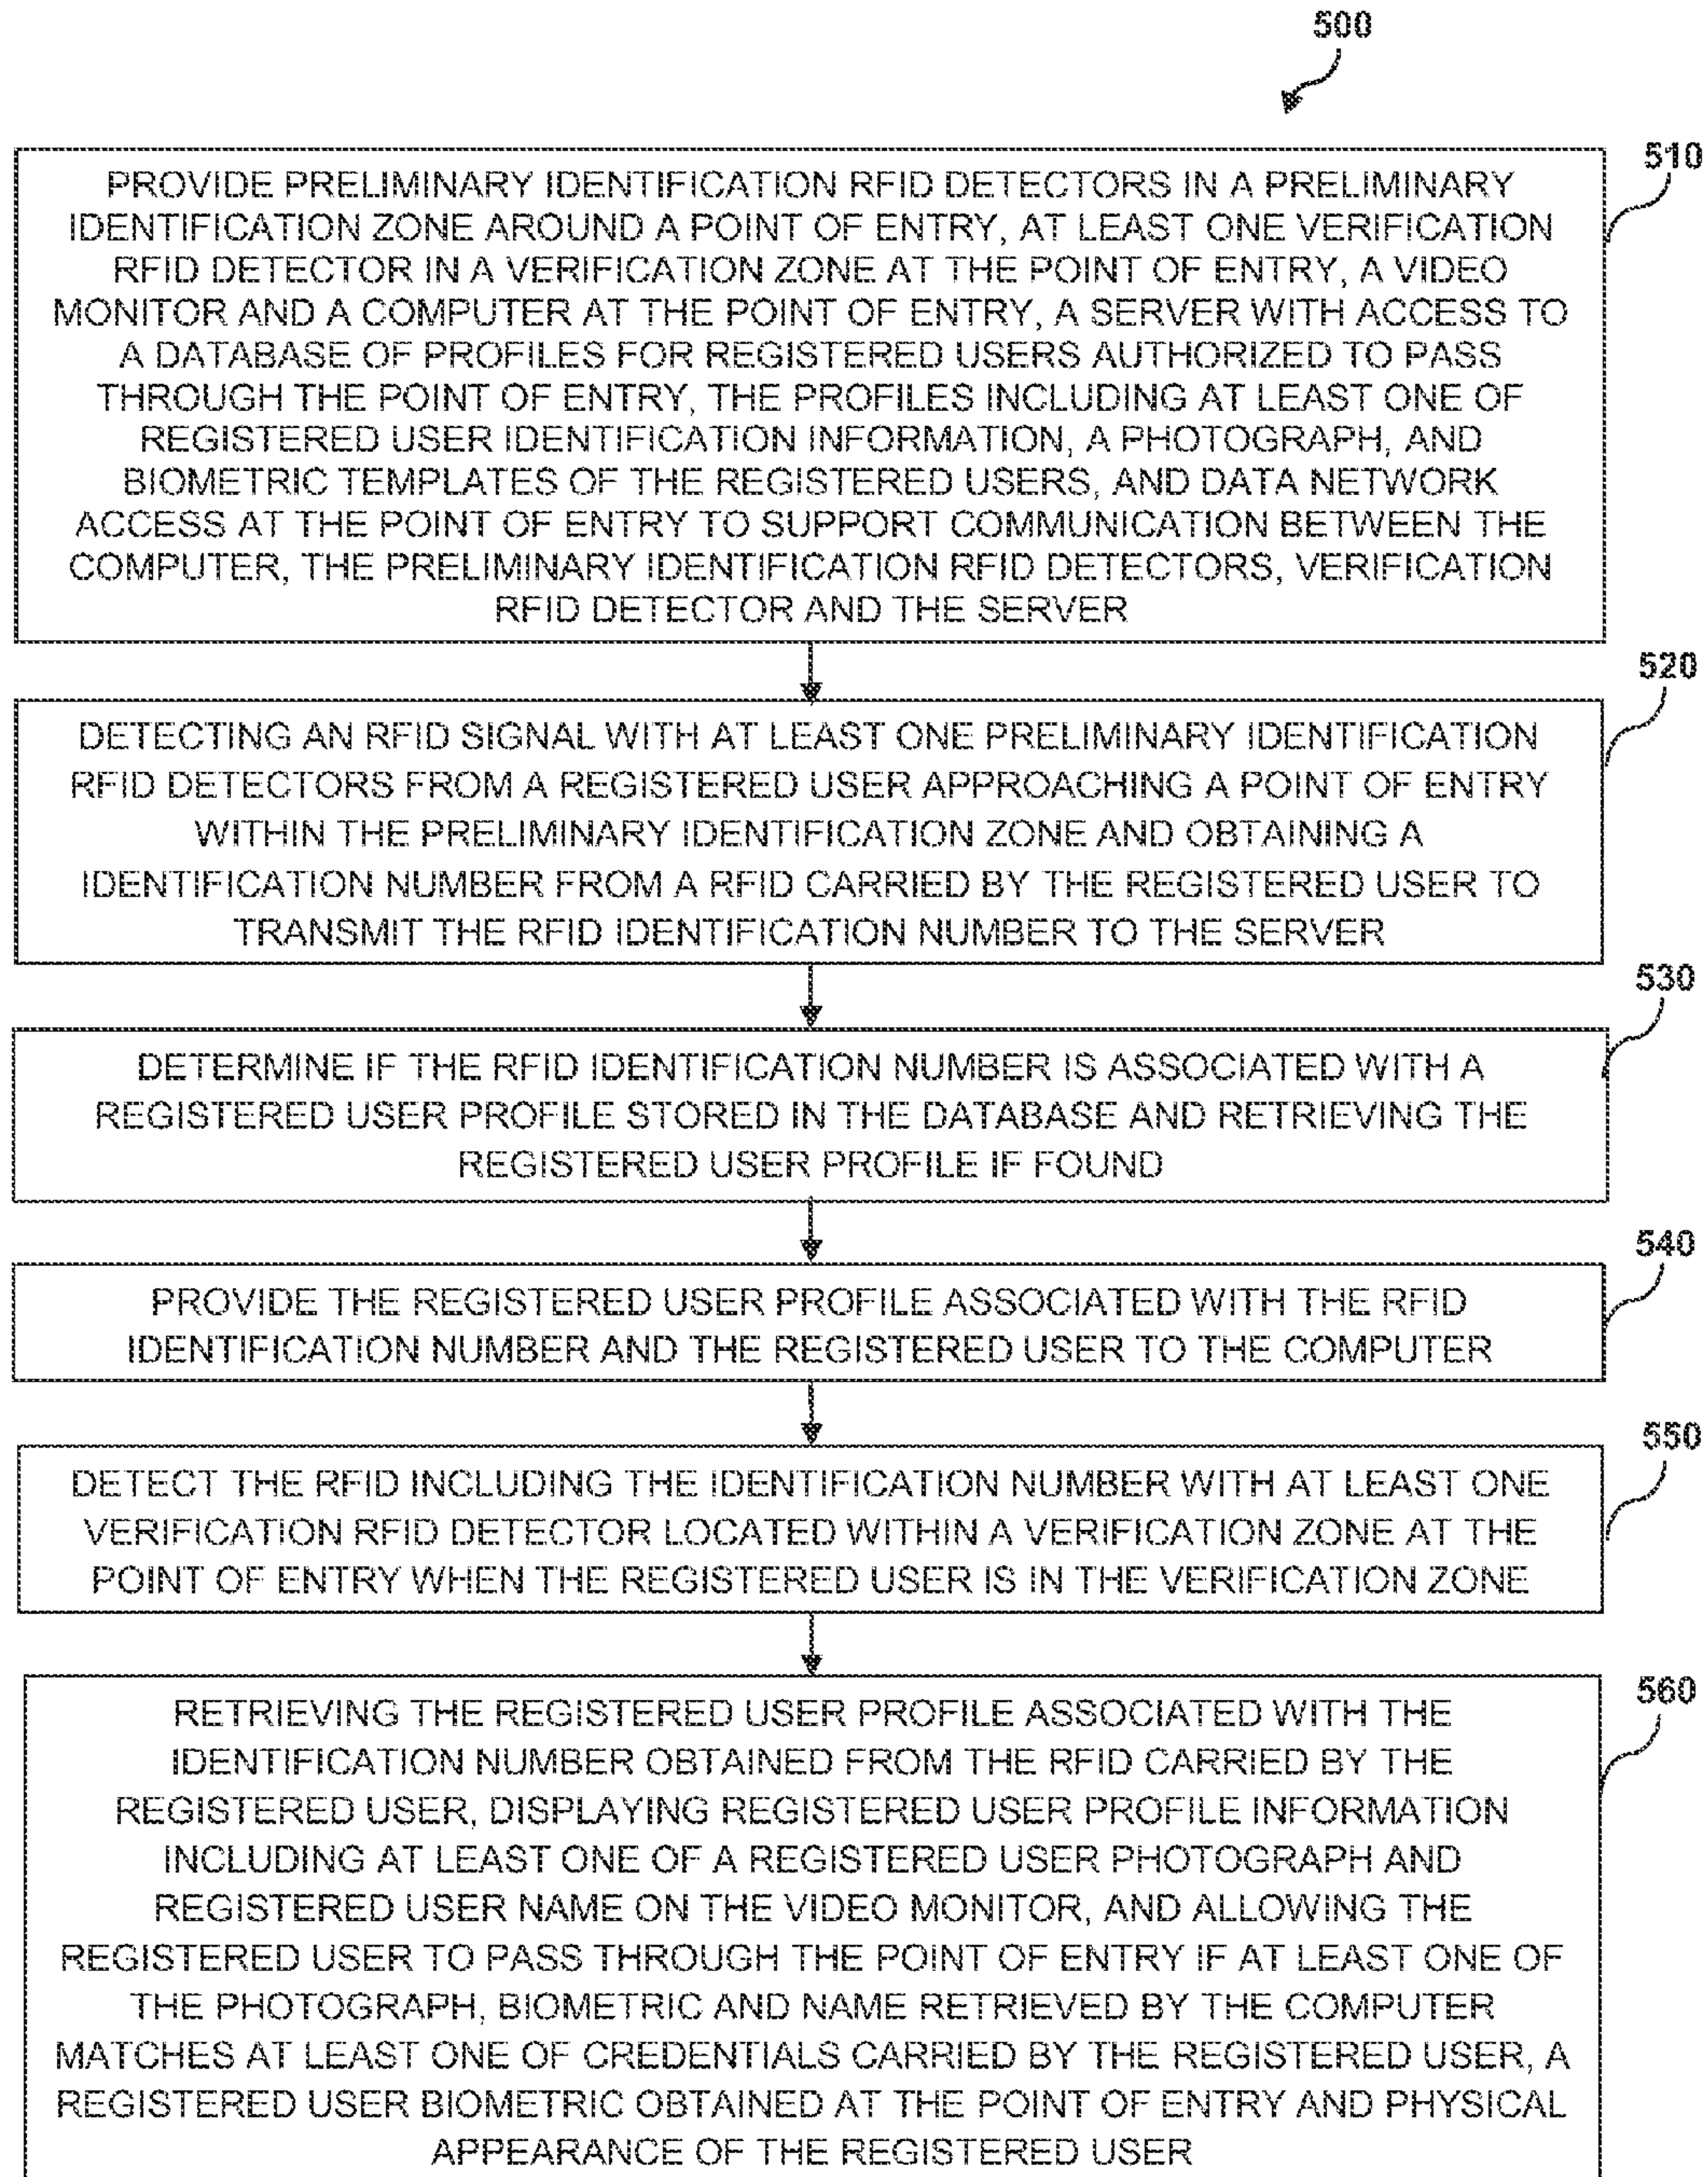 500
510
PROVIDE PRELIMINARY IDENTIFICATION RFID DETECTORS IN A PRELIMINARY
IDENTIFICATION ZONE AROUND A POINT OF ENTRY, AT LEAST ONE VERIFICATION
RFID DETECTOR IN A VERIFICATION ZONE AT THE POINT OF ENTRY, A VIDEO
MONITOR AND A COMPUTER AT THE POINT OF ENTRY, A SERVER WITH ACCESS TO
A DATABASE OF PROFILES FOR REGISTERED USERS AUTHORIZED TO PASS
THROUGH THE POINT OF ENTRY, THE PROFILES INCLUDING AT LEAST ONE OF
REGISTERED USER IDENTIFICATION INFORMATION, A PHOTOGRAPH, AND
BIOMETRIC TEMPLATES OF THE REGISTERED USERS, AND DATA NETWORK
ACCESS AT THE POINT OF ENTRY TO SUPPORT COMMUNICATION BETWEEN THE
COMPUTER, THE PRELIMINARY IDENTIFICATION RFID DETECTORS, VERIFICATION
RFID DETECTOR AND THE SERVER
520
DETECTING AN RFID SIGNAL WITH AT LEAST ONE PRELIMINARY IDENTIFICATION
RFID DETECTORS FROM A REGISTERED USER APPROACHING A POINT OF ENTRY
WITHIN THE PRELIMINARY IDENTIFICATION ZONE AND OBTAINING A
IDENTIFICATION NUMBER FROM A RFID CARRIED BY THE REGISTERED USER TO
TRANSMIT THE RFID IDENTIFICATION NUMBER TO THE SERVER
530
DETERMINE IF THE RFID IDENTIFICATION NUMBER IS ASSOCIATED WITH A
REGISTERED USER PROFILE STORED IN THE DATABASE AND RETRIEVING THE
REGISTERED USER PROFILE IF FOUND
540
PROVIDE THE REGISTERED USER PROFILE ASSOCIATED WITH THE RFID
IDENTIFICATION NUMBER AND THE REGISTERED USER TO THE COMPUTER
550
DETECT THE RFID INCLUDING THE IDENTIFICATION NUMBER WITH AT LEAST ONE
VERIFICATION RFID DETECTOR LOCATED WITHIN A VERIFICATION ZONE AT THE
POINT OF ENTRY WHEN THE REGISTERED USER IS IN THE VERIFICATION ZONE
560
RETRIEVING THE REGISTERED USER PROFILE ASSOCIATED WITH THE
IDENTIFICATION NUMBER OBTAINED FROM THE RFID CARRIED BY THE
REGISTERED USER, DISPLAYING REGISTERED USER PROFILE INFORMATION
INCLUDING AT LEAST ONE OF A REGISTERED USER PHOTOGRAPH AND
REGISTERED USER NAME ON THE VIDEO MONITOR, AND ALLOWING THE
REGISTERED USER TO PASS THROUGH THE POINT OF ENTRY IF AT LEAST ONE OF
THE PHOTOGRAPH, BIOMETRIC AND NAME RETRIEVED BY THE COMPUTER
MATCHES AT LEAST ONE OF CREDENTIALS CARRIED BY THE REGISTERED USER, A
REGISTERED USER BIOMETRIC OBTAINED AT THE POINT OF ENTRY AND PHYSICAL
APPEARANCE OF THE REGISTERED USER